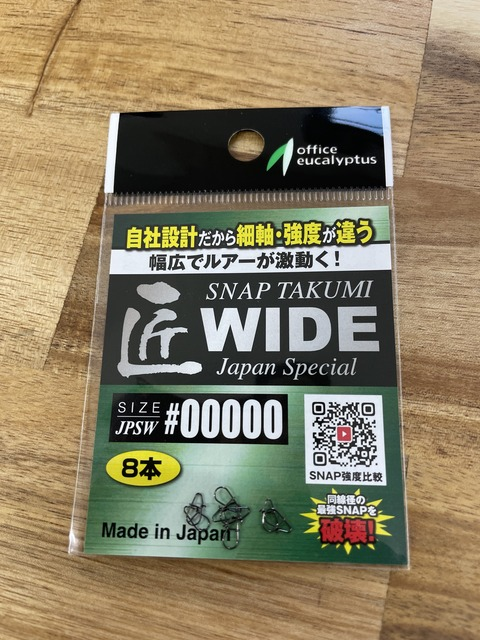 office
eucalyptus
自社設計だから細軸・強度が違う
幅広でルアーが激動く!
匠
SNAP TAKUMI
WIDE
Japan Special
SIZE
JPSW
#00000
SNAP強度比較
8本
同線径の
最強SNAPを
破壊!
Made in Japan